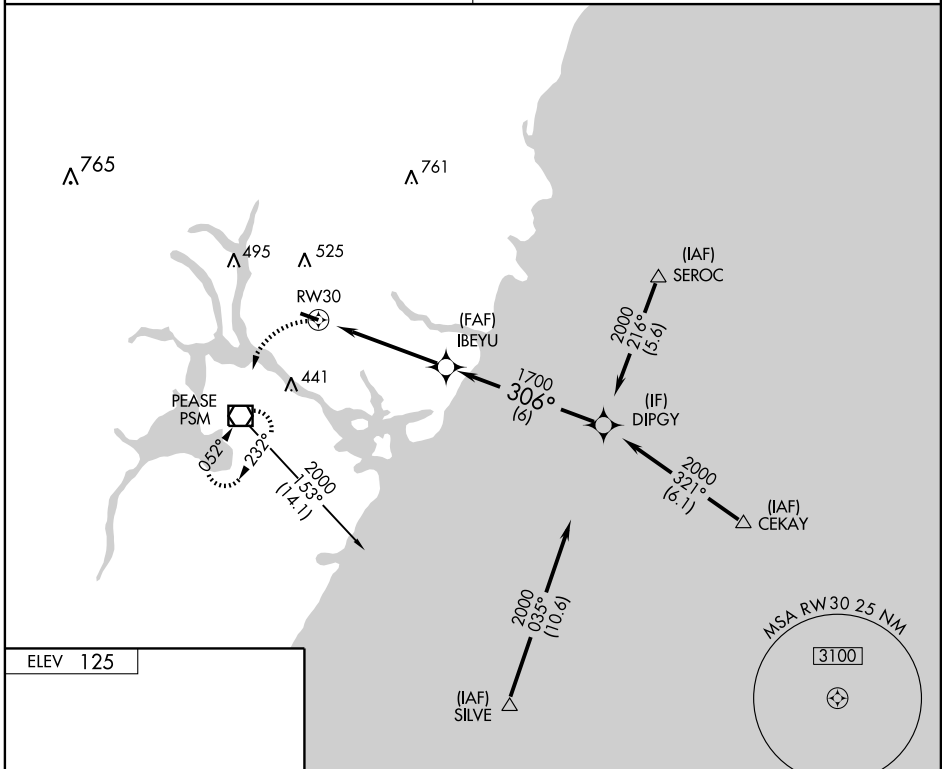 765
761
495
525
RW30
(IAF)
SEROC
2000
216°
(5.6)
(FAF)
IBEYU
441
PEASE
PSM
1700
306°
(6)
(IF)
DIPGY
052°
232°
2000
153°
(14.1)
2000
321°
(6.1)
(IAF)
CEKAY
2000
035°
(10.6)
MSA RW30 25 NM
3100
ELEV 125
(IAF)
SILVE